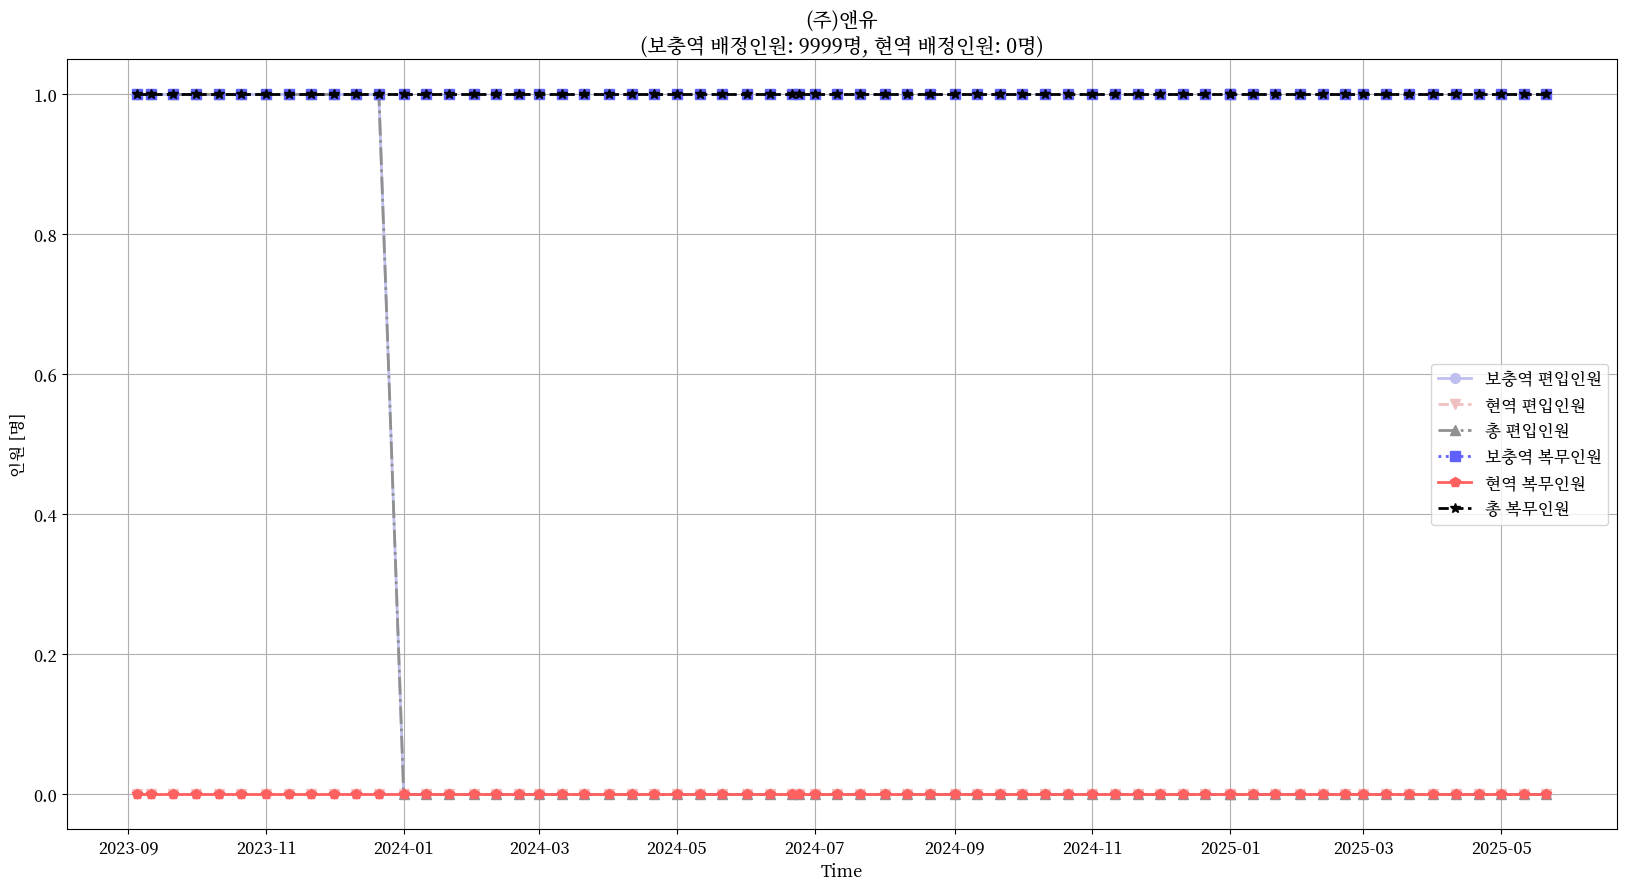 (주)앤유
(보충역 배정인원: 9999명, 현역 배정인원: 0명)
인원 [명]
1.0
0.8
0.6
0.4
0.2
0.0
보충역 편입인원
현역 편입인원
총 편입인원
보충역 복무인원
현역 복무인원
총 복무인원
2023-09 2023-11 2024-01 2024-03 2024-05 2024-07 2024-09 2024-11 2025-01 2025-03 2025-05
Time